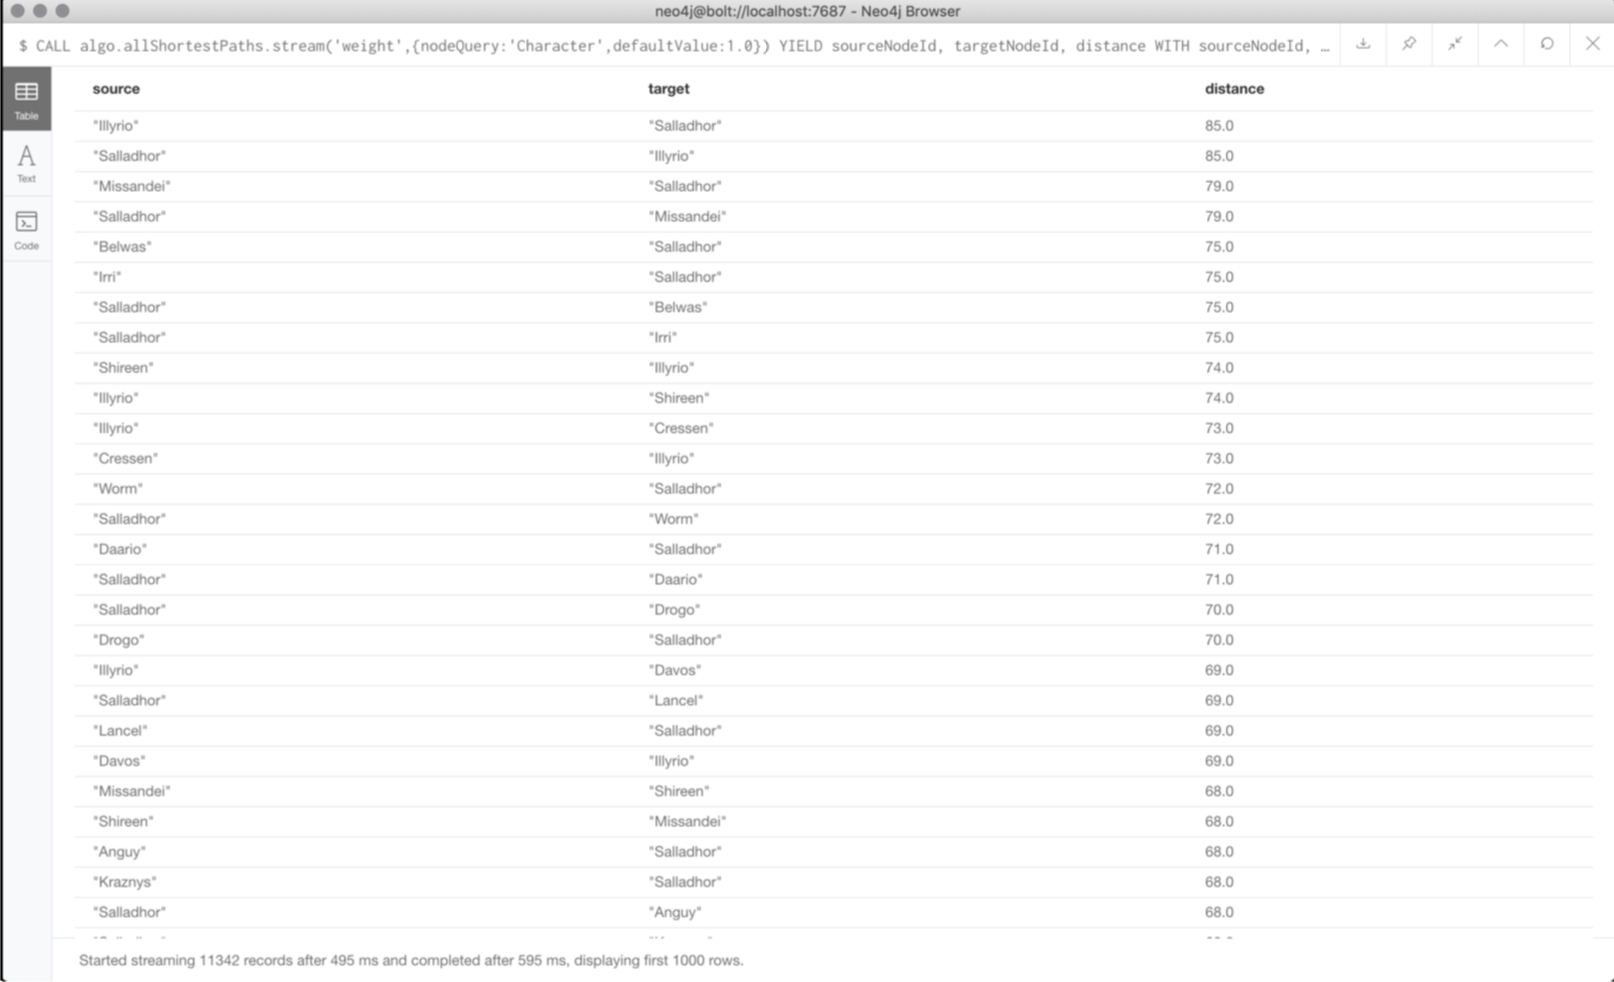 neo4j@bolt://localhost:7687 - Neo4j Browser
$ CALL algo.allShortestPaths.stream('weight',{nodeQuery:'Character',defaultValue:1.0}) YIELD sourceNodeId, targetNodeId, distance WITH sourceNodeId, …
Table
Text
Code
source target distance
"Illyrio" "Salladhor" 85.0
"Salladhor" "Illyrio" 85.0
"Missandei" "Salladhor" 79.0
"Salladhor" "Missandei" 79.0
"Belwas" "Salladhor" 75.0
"Irri" "Salladhor" 75.0
"Salladhor" "Belwas" 75.0
"Salladhor" "Irri" 75.0
"Shireen" "Illyrio" 74.0
"Illyrio" "Shireen" 74.0
"Illyrio" "Cressen" 73.0
"Cressen" "Illyrio" 73.0
"Worm" "Salladhor" 72.0
"Salladhor" "Worm" 72.0
"Daario" "Salladhor" 71.0
"Salladhor" "Daario" 71.0
"Salladhor" "Drogo" 70.0
"Drogo" "Salladhor" 70.0
"Illyrio" "Davos" 69.0
"Salladhor" "Lancel" 69.0
"Lancel" "Salladhor" 69.0
"Davos" "Illyrio" 69.0
"Missandei" "Shireen" 68.0
"Shireen" "Missandei" 68.0
"Anguy" "Salladhor" 68.0
"Kraznys" "Salladhor" 68.0
"Salladhor" "Anguy" 68.0
Started streaming 11342 records after 495 ms and completed after 595 ms, displaying first 1000 rows.